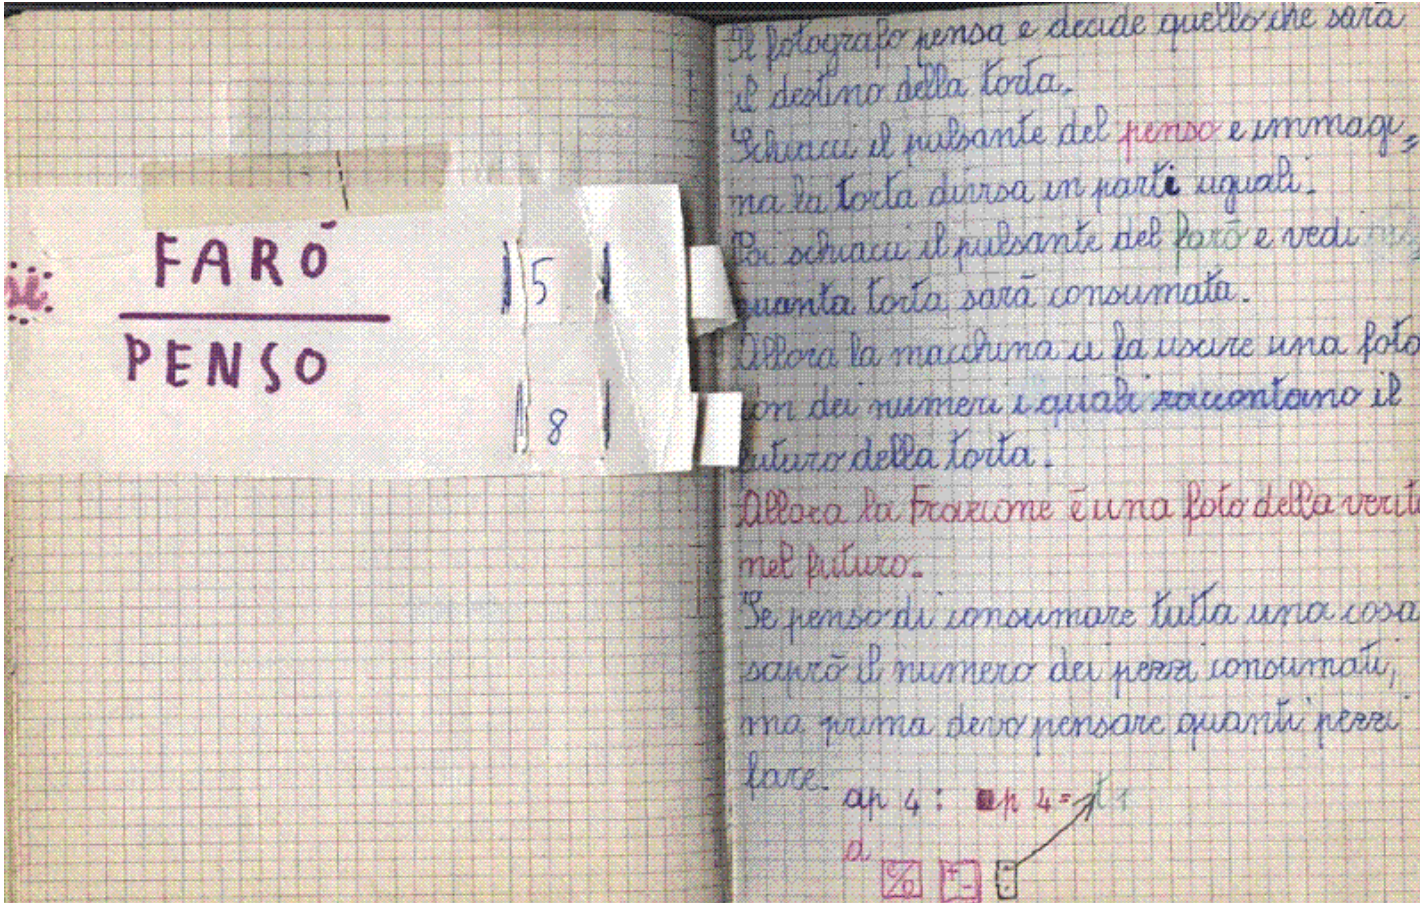 FARÒ
PENSO
5
8
Il fotografo pensa e decide quello che sarà
il destino della torta.
Schiacci il pulsante del penso e immagi=
na la torta divisa in parti uguali.
Poi schiacci il pulsante del farò e vedi
quanta torta sarà consumata.
Allora la macchina ci fa uscire una foto
con dei numeri i quali raccontano il
futuro della torta.
Allora la Frazione è una foto della verità
nel futuro.
Se penso di consumare tutta una cosa
saprò il numero dei pezzi consumati,
ma prima devo pensare quanti pezzi
fare.
ap 4 : ap 4 =
a